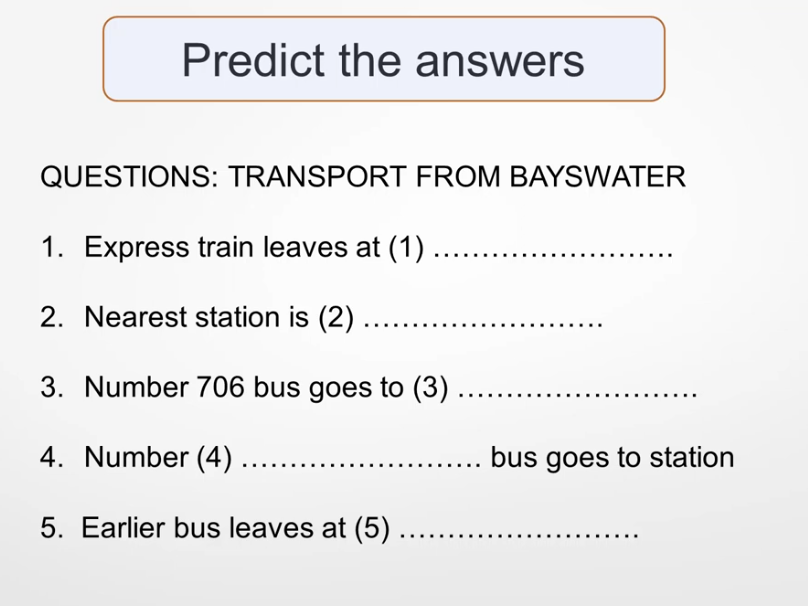 Predict the answers
QUESTIONS: TRANSPORT FROM BAYSWATER
1. Express train leaves at (1) …………………….
2. Nearest station is (2) …………………….
3. Number 706 bus goes to (3) …………………….
4. Number (4) ……………………. bus goes to station
5. Earlier bus leaves at (5) …………………….